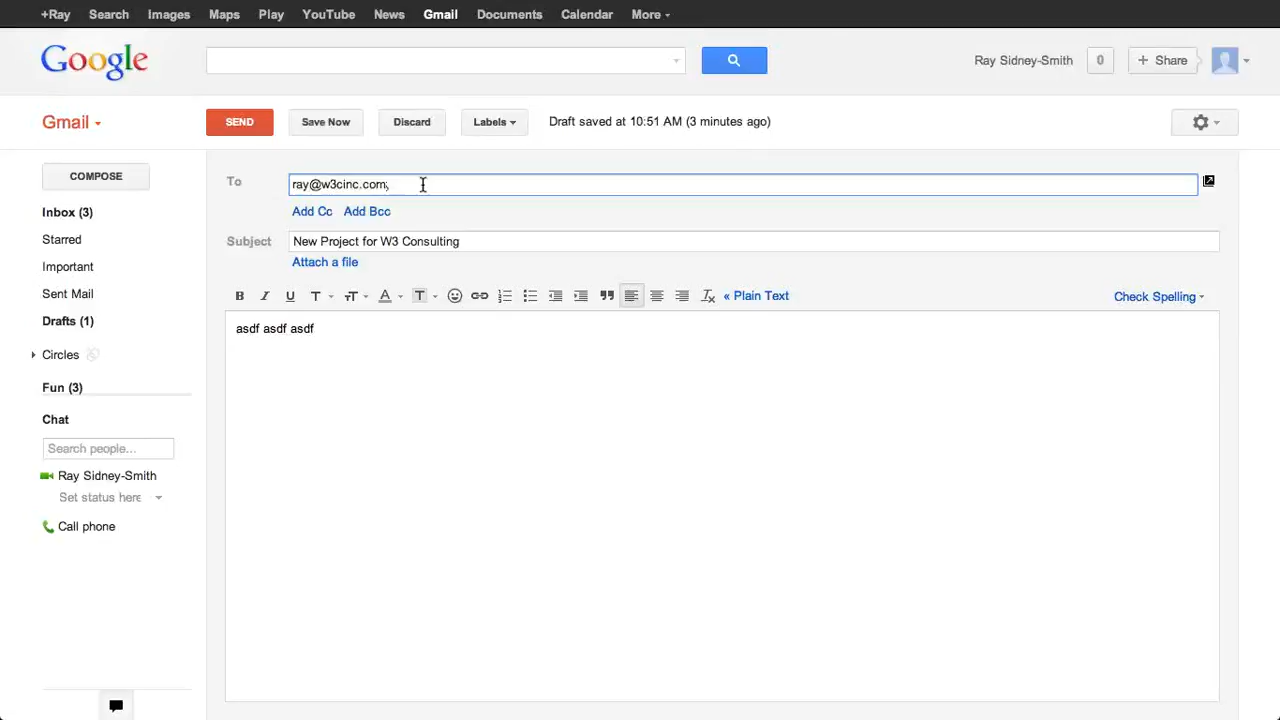 +Ray Search Images Maps Play YouTube News Gmail Documents Calendar More
Google
Ray Sidney-Smith 0 + Share
Gmail
SEND Save Now Discard Labels Draft saved at 10:51 AM (3 minutes ago)
COMPOSE
Inbox (3)
Starred
Important
Sent Mail
Drafts (1)
Circles
Fun (3)
Chat
Search people...
Ray Sidney-Smith
Set status here
Call phone
To ray@w3cinc.com,
Add Cc Add Bcc
Subject New Project for W3 Consulting
Attach a file
B I U T T A T « Plain Text Check Spelling
asdf asdf asdf